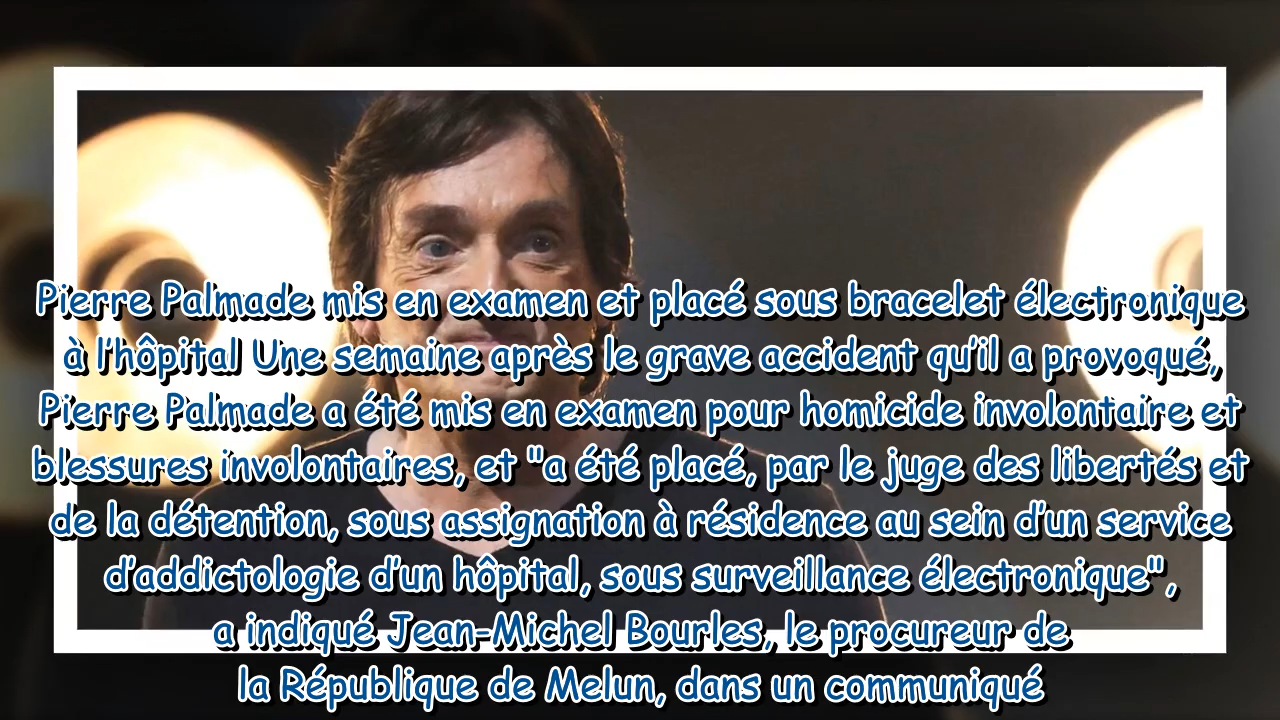 Pierre Palmade mis en examen et placé sous bracelet électronique
à l'hôpital Une semaine après le grave accident qu'il a provoqué,
Pierre Palmade a été mis en examen pour homicide involontaire et
blessures involontaires, et "a été placé, par le juge des libertés et
de la détention, sous assignation à résidence au sein d'un service
d'addictologie d'un hôpital, sous surveillance électronique",
a indiqué Jean-Michel Bourles, le procureur de
la République de Melun, dans un communiqué